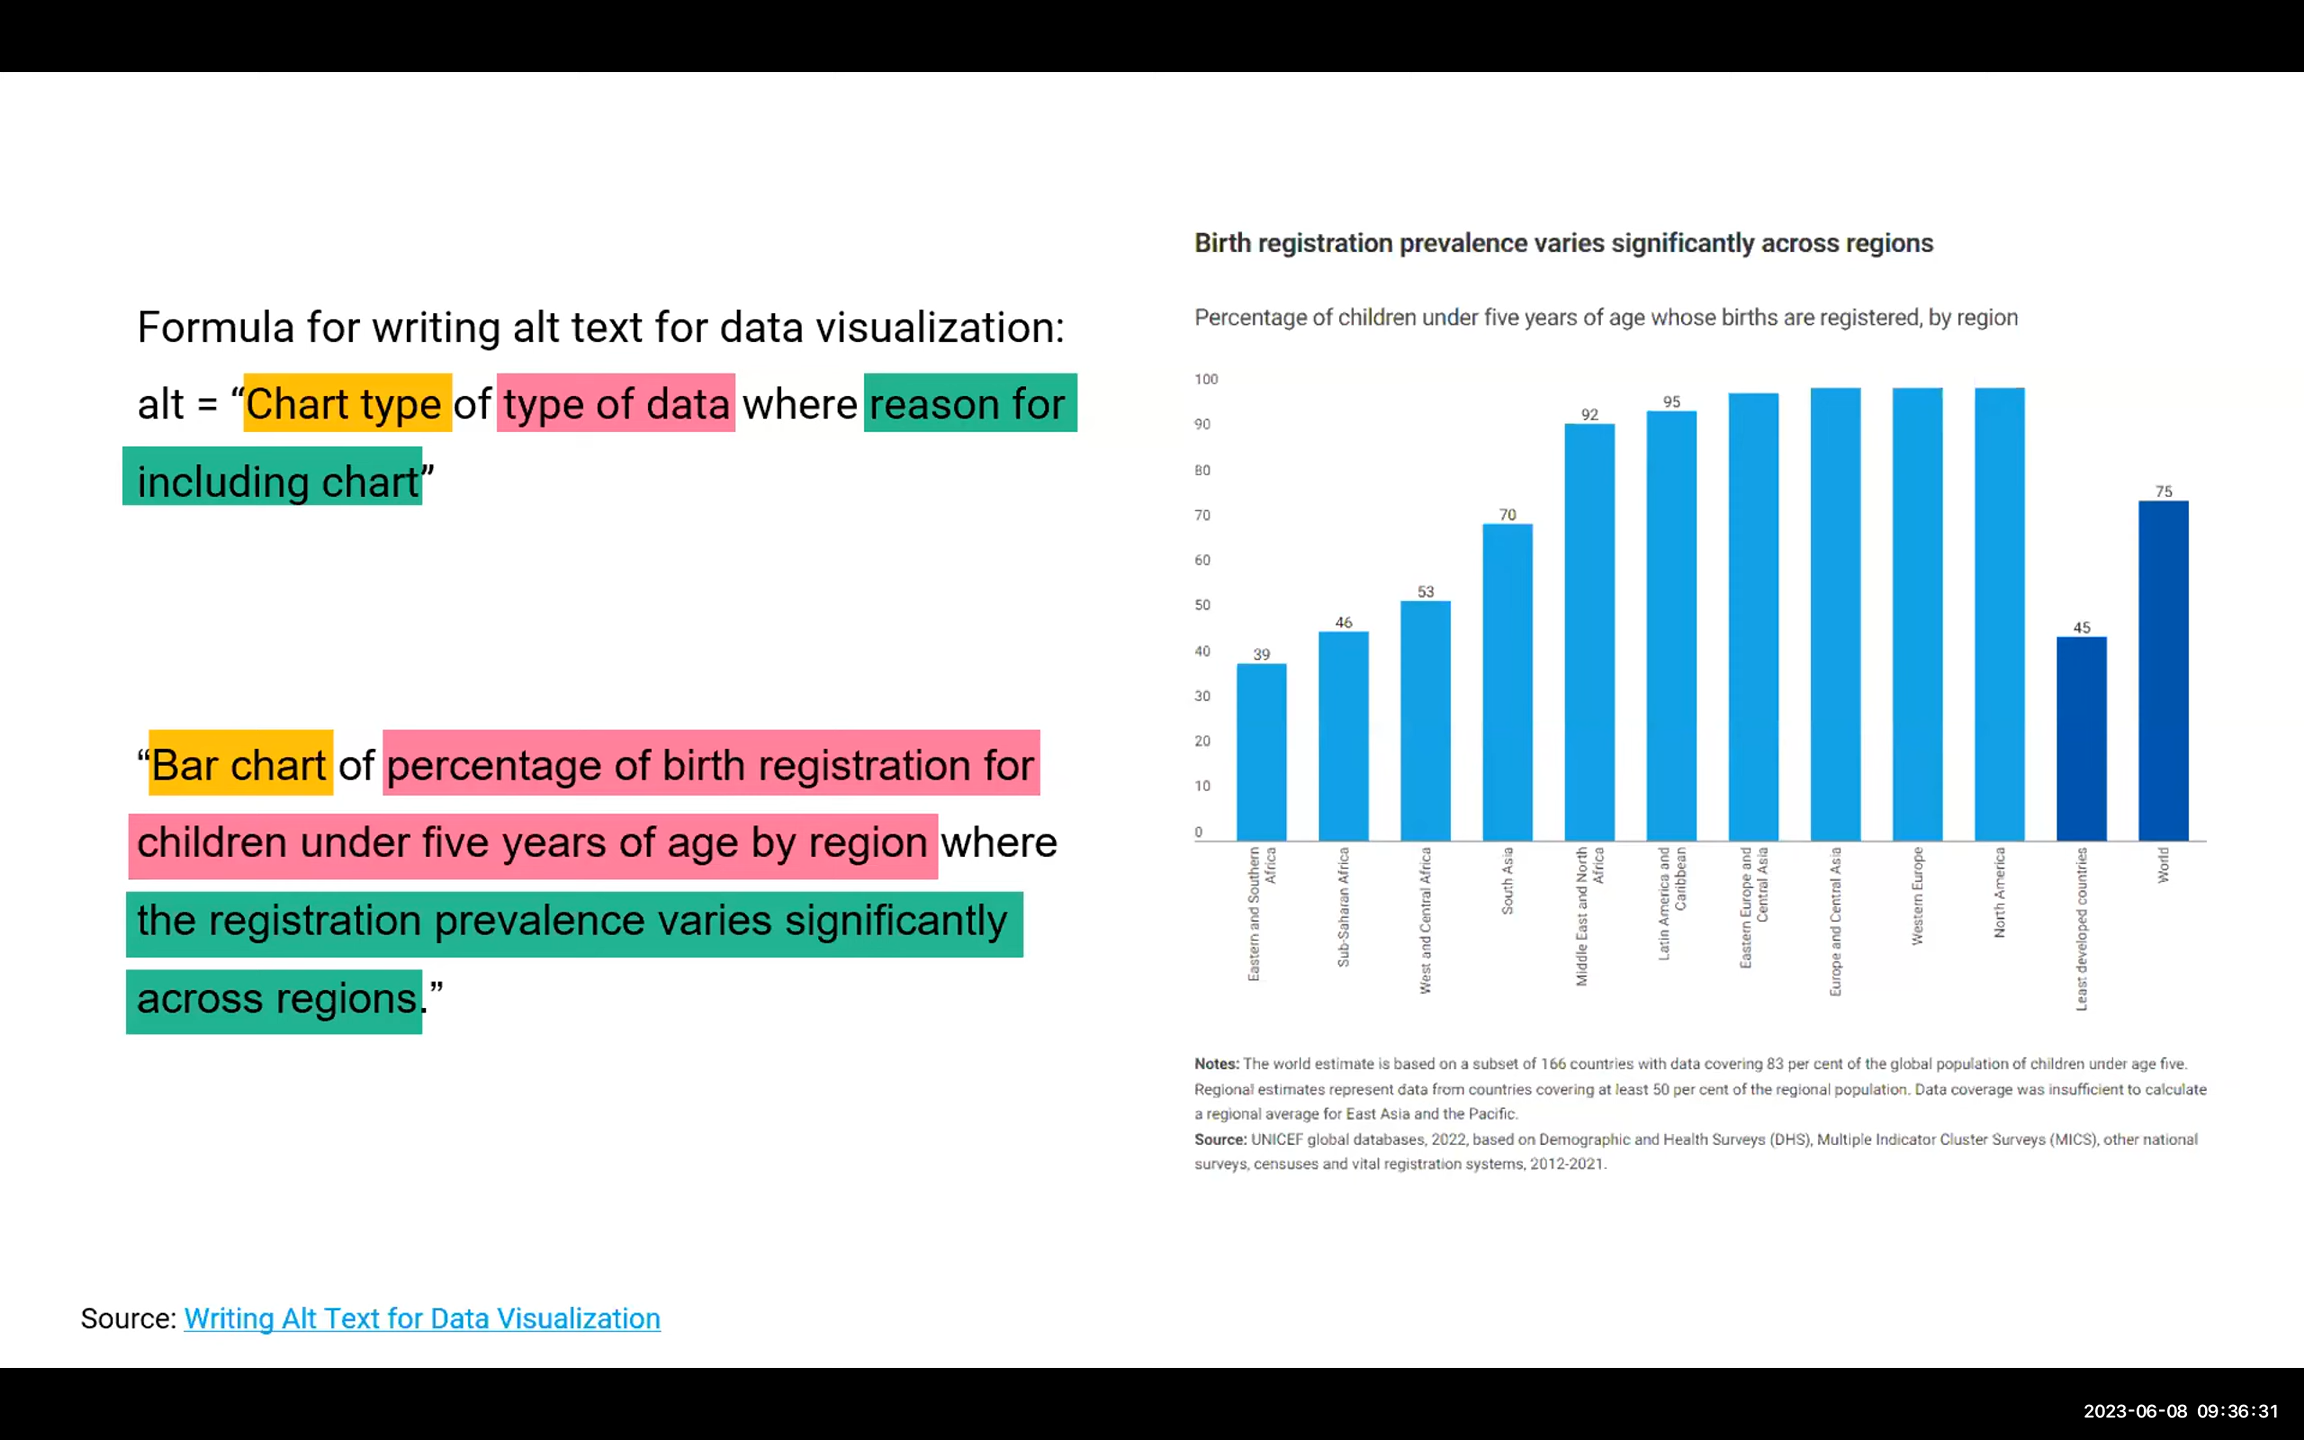 Formula for writing alt text for data visualization:
alt = “Chart type of type of data where reason for
including chart”
“Bar chart of percentage of birth registration for
children under five years of age by region where
the registration prevalence varies significantly
across regions.”
Source: Writing Alt Text for Data Visualization
Birth registration prevalence varies significantly across regions
Percentage of children under five years of age whose births are registered, by region
100
90
80
70
60
50
40
30
20
10
0
39
46
53
70
92
95
45
75
Eastern and Southern
Africa
Sub-Saharan Africa
West and Central Africa
South Asia
Middle East and North
Africa
Latin America and
Caribbean
Eastern Europe and
Central Asia
Europe and Central Asia
Western Europe
North America
Least developed countries
World
Notes: The world estimate is based on a subset of 166 countries with data covering 83 per cent of the global population of children under age five.
Regional estimates represent data from countries covering at least 50 per cent of the regional population. Data coverage was insufficient to calculate
a regional average for East Asia and the Pacific.
Source: UNICEF global databases, 2022, based on Demographic and Health Surveys (DHS), Multiple Indicator Cluster Surveys (MICS), other national
surveys, censuses and vital registration systems, 2012-2021.
2023-06-08 09:36:31